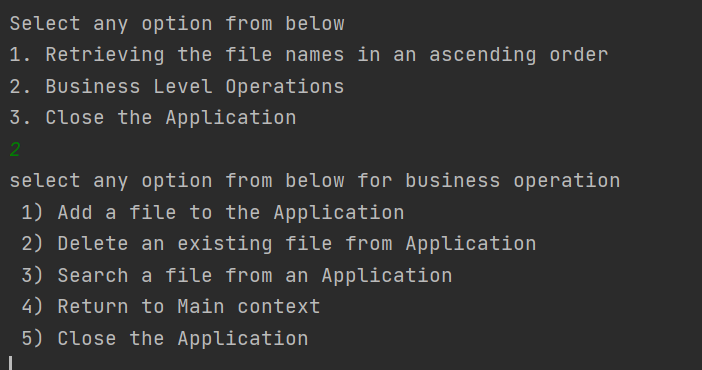 Select any option from below
1. Retrieving the file names in an ascending order
2. Business Level Operations
3. Close the Application
2
select any option from below for business operation
1) Add a file to the Application
2) Delete an existing file from Application
3) Search a file from an Application
4) Return to Main context
5) Close the Application